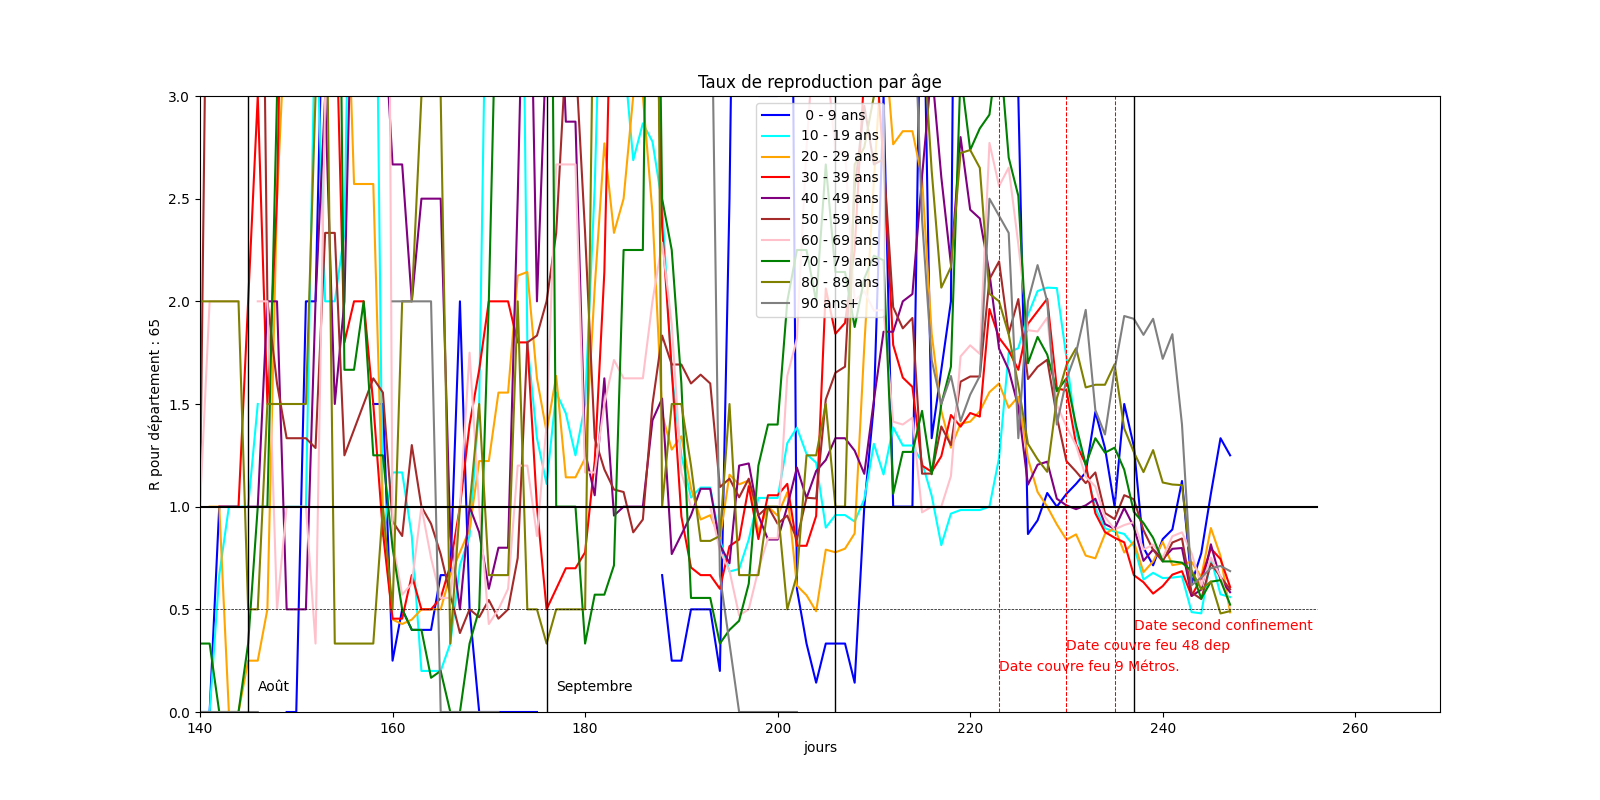 Taux de reproduction par âge
R pour département : 65
3.0
2.5
2.0
1.5
1.0
0.5
0.0
0 - 9 ans
10 - 19 ans
20 - 29 ans
30 - 39 ans
40 - 49 ans
50 - 59 ans
60 - 69 ans
70 - 79 ans
80 - 89 ans
90 ans+
Date second confinement
Date couvre feu 48 dep
Date couvre feu 9 Métros.
Août
Septembre
140
160
180
200
220
240
260
jours